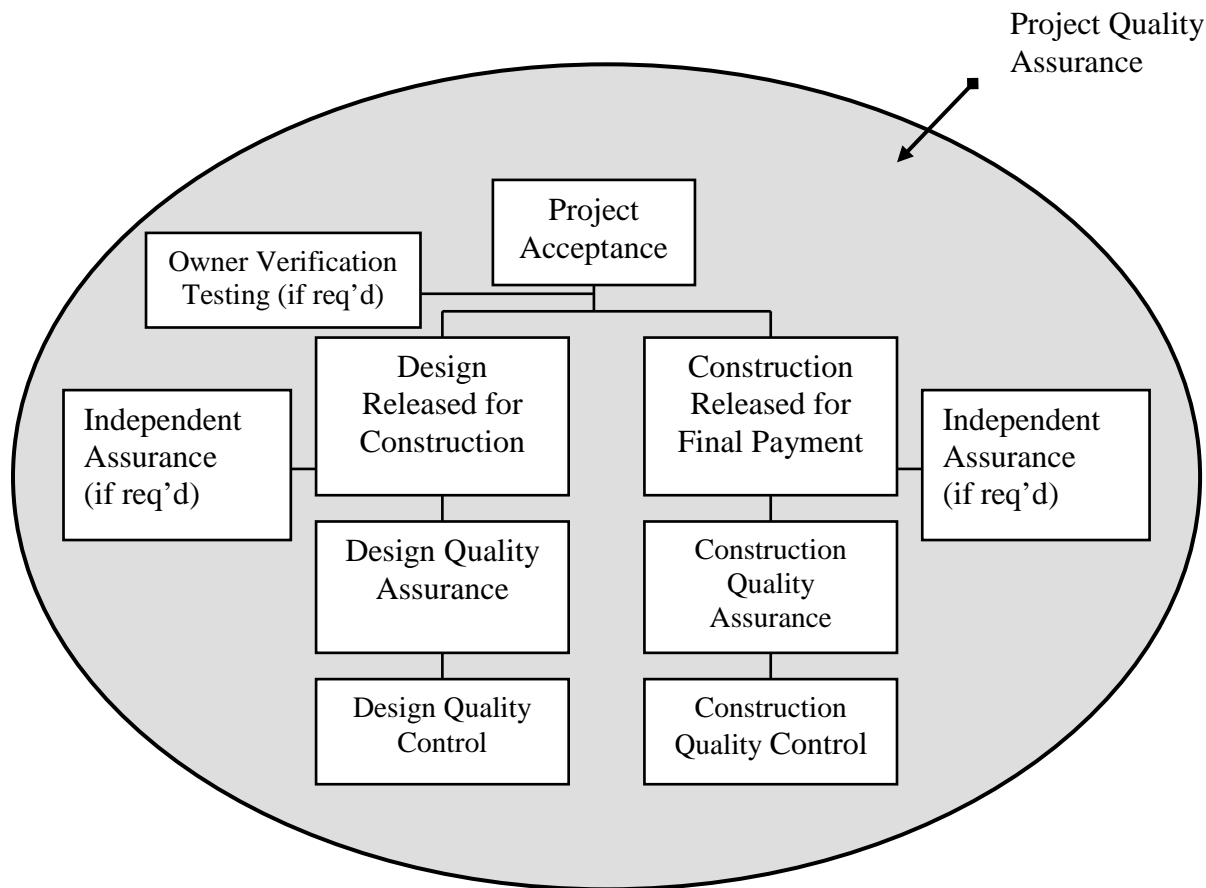 Project Quality
Assurance
Project
Acceptance
Owner Verification
Testing (if req’d)
Design
Released for
Construction
Construction
Released for
Final Payment
Independent
Assurance
(if req’d)
Independent
Assurance
(if req’d)
Design Quality
Assurance
Construction
Quality
Assurance
Design Quality
Control
Construction
Quality Control